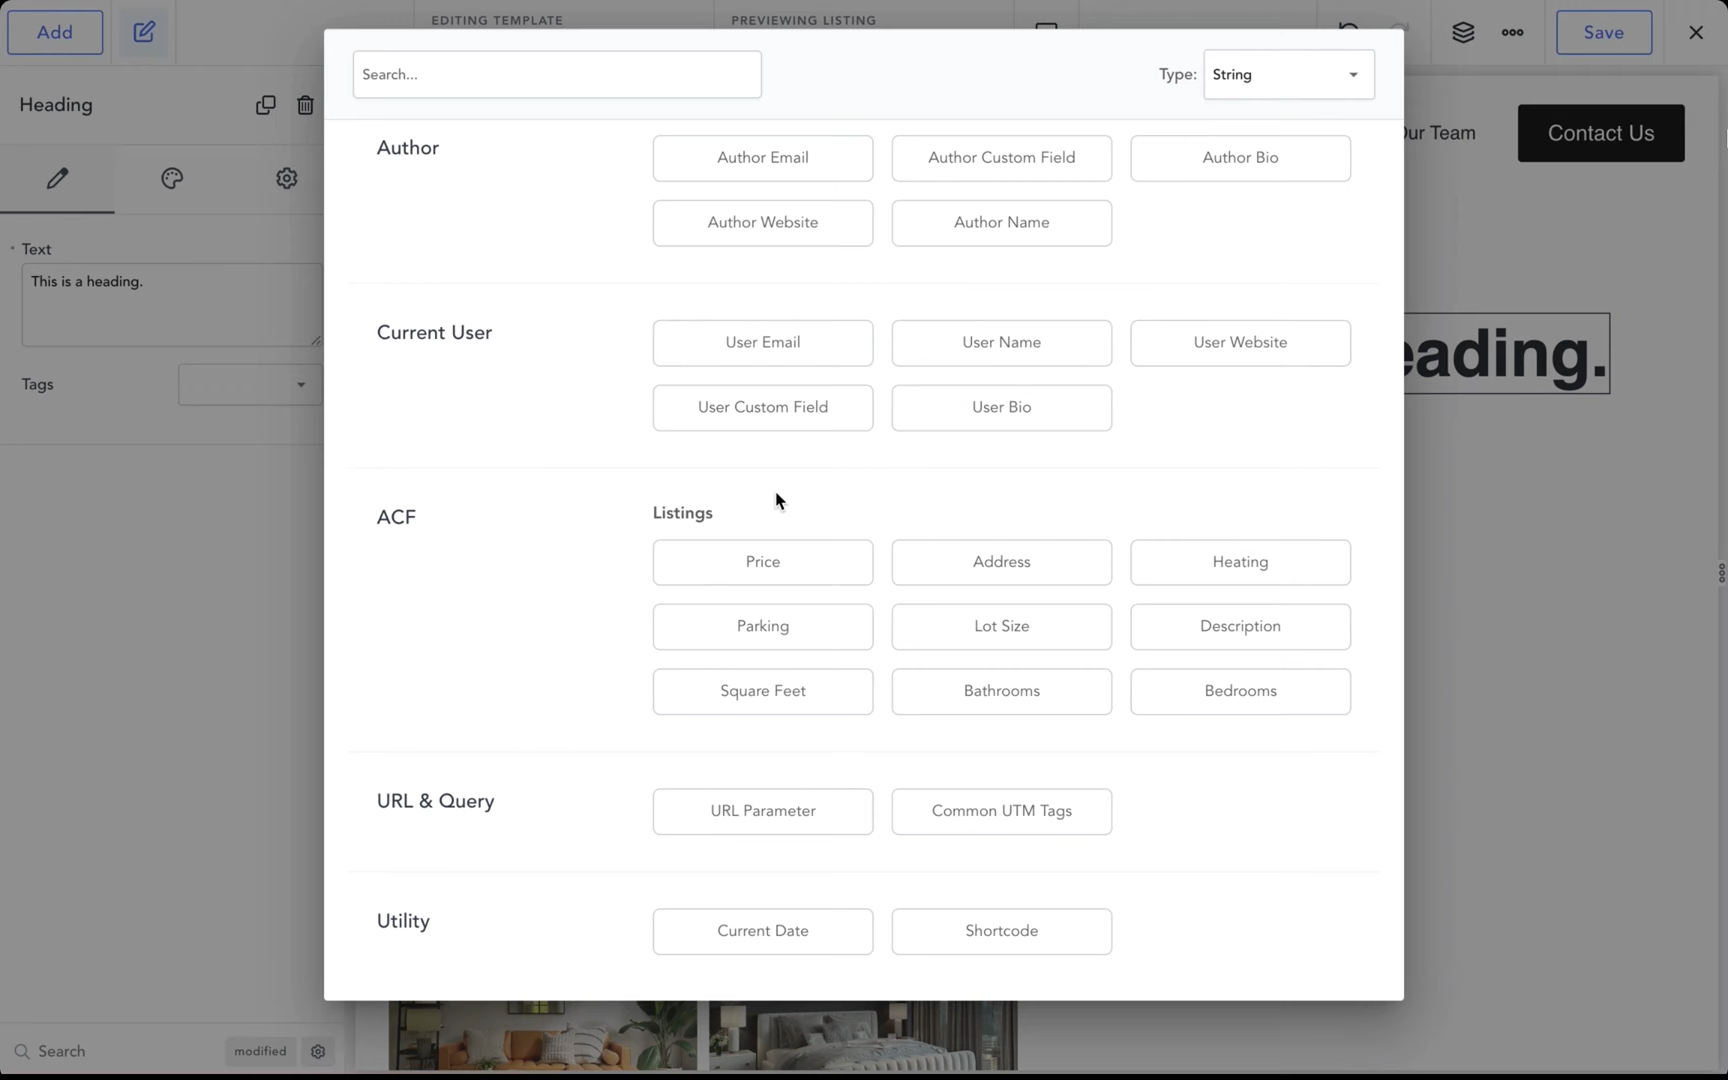 Add
EDITING TEMPLATE
PREVIEWING LISTING
Save
Search...
Type:
String
Heading
Our Team
Contact Us
Text
This is a heading.
Tags
eading.
Author
Author Email
Author Custom Field
Author Bio
Author Website
Author Name
Current User
User Email
User Name
User Website
User Custom Field
User Bio
ACF
Listings
Price
Address
Heating
Parking
Lot Size
Description
Square Feet
Bathrooms
Bedrooms
URL & Query
URL Parameter
Common UTM Tags
Utility
Current Date
Shortcode
Search
modified